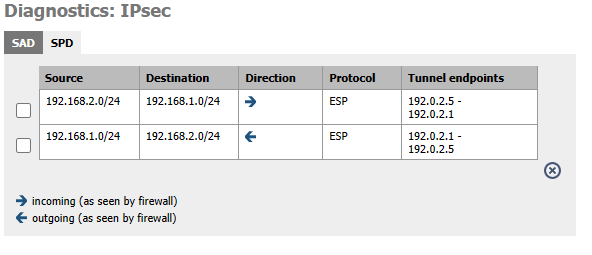 Diagnostics: IPsec
SAD SPD
Source Destination Direction Protocol Tunnel endpoints
192.168.2.0/24 192.168.1.0/24 ESP 192.0.2.5 -
192.0.2.1
192.168.1.0/24 192.168.2.0/24 ESP 192.0.2.1 -
192.0.2.5
incoming (as seen by firewall)
outgoing (as seen by firewall)